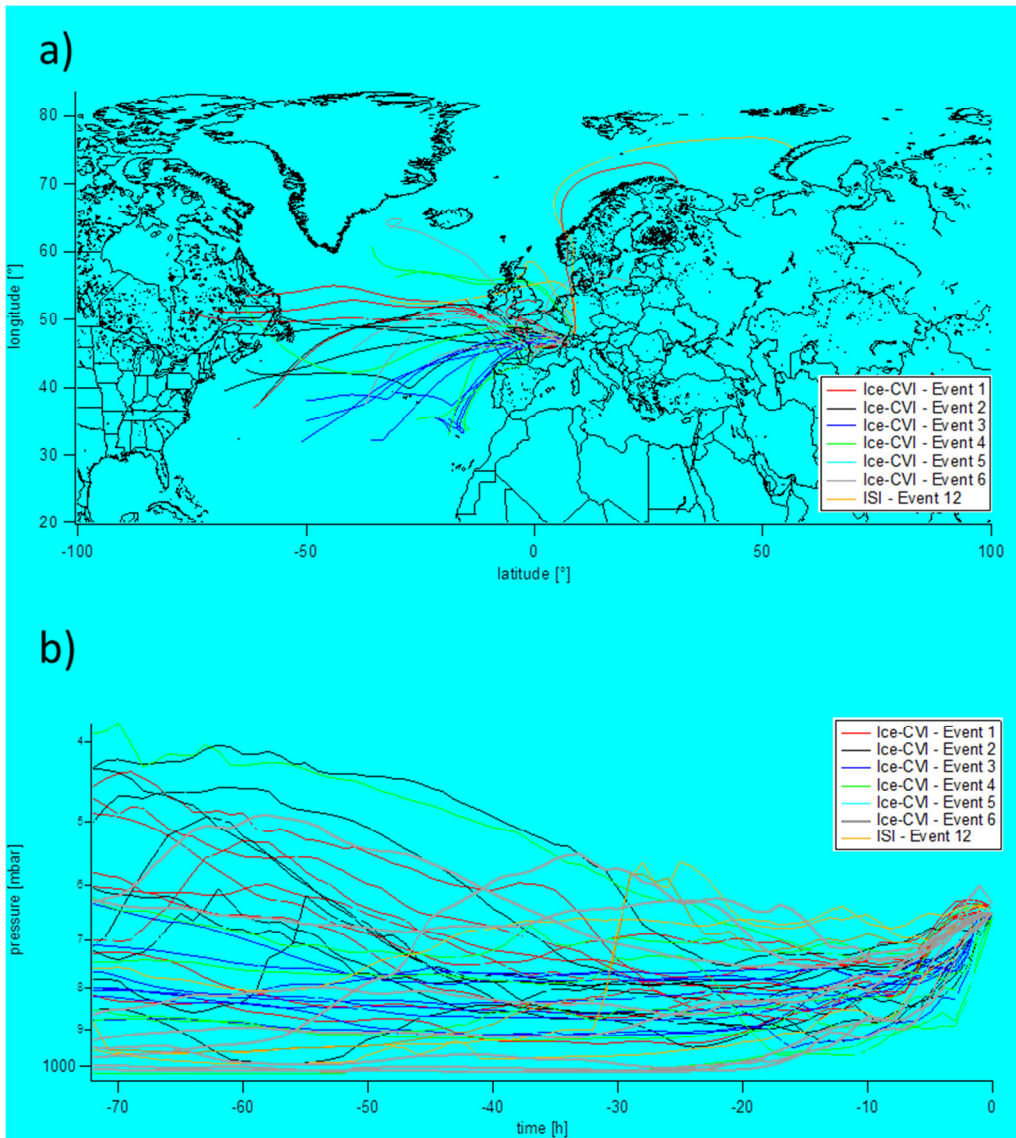 a)
80
70
60
50
40
30
20
longitude [°]
-100
-50
0
50
100
latitude [°]
Ice-CVI - Event 1
Ice-CVI - Event 2
Ice-CVI - Event 3
Ice-CVI - Event 4
Ice-CVI - Event 5
Ice-CVI - Event 6
ISI - Event 12
b)
4
5
6
7
8
9
1000
pressure [mbar]
-70
-60
-50
-40
-30
-20
-10
0
time [h]
Ice-CVI - Event 1
Ice-CVI - Event 2
Ice-CVI - Event 3
Ice-CVI - Event 4
Ice-CVI - Event 5
Ice-CVI - Event 6
ISI - Event 12